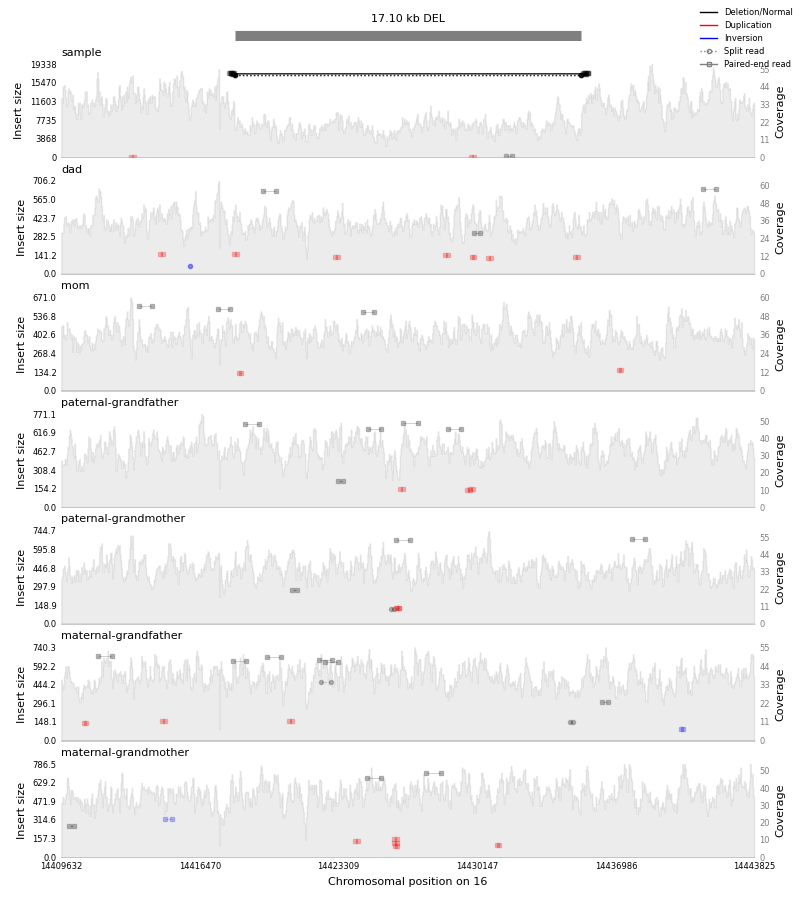 17.10 kb DEL
Deletion/Normal
Duplication
Inversion
Split read
Paired-end read
sample
19338
15470
11603
7735
3868
0
Insert size
55
44
33
22
11
0
Coverage
dad
706.2
565.0
423.7
282.5
141.2
0.0
Insert size
60
48
36
24
12
0
Coverage
mom
671.0
536.8
402.6
268.4
134.2
0.0
Insert size
60
48
36
24
12
0
Coverage
paternal-grandfather
771.1
616.9
462.7
308.4
154.2
0.0
Insert size
50
40
30
20
10
0
Coverage
paternal-grandmother
744.7
595.8
446.8
297.9
148.9
0.0
Insert size
55
44
33
22
11
0
Coverage
maternal-grandfather
740.3
592.2
444.2
296.1
148.1
0.0
Insert size
55
44
33
22
11
0
Coverage
maternal-grandmother
786.5
629.2
471.9
314.6
157.3
0.0
Insert size
50
40
30
20
10
0
Coverage
14409632 14416470 14423309 14430147 14436986 14443825
Chromosomal position on 16